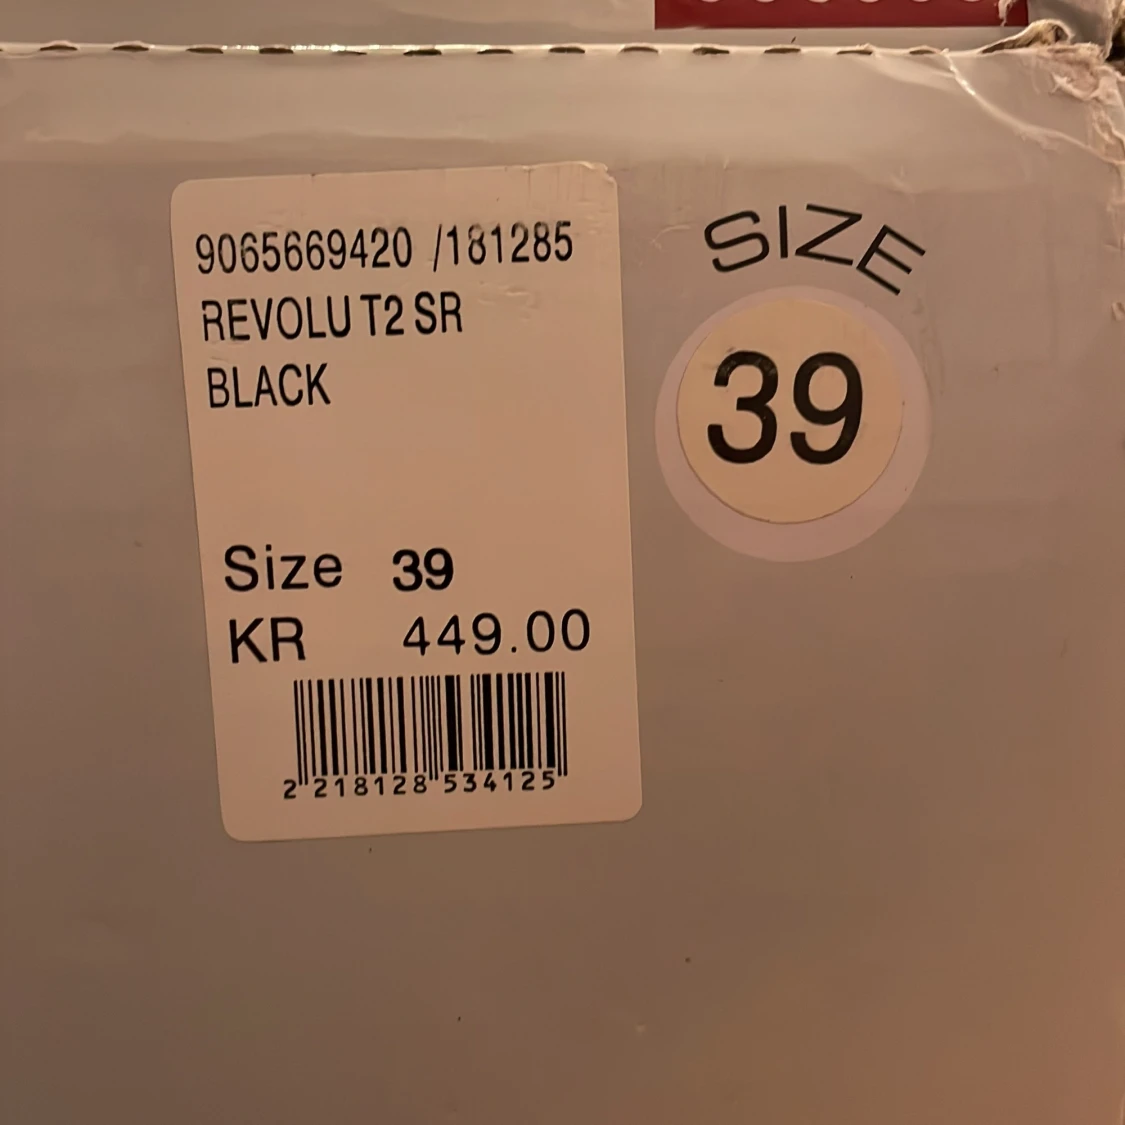 9065669420 /181285
REVOLU T2 SR
BLACK
Size 39
KR 449.00
2 218128 534125
SIZE
39